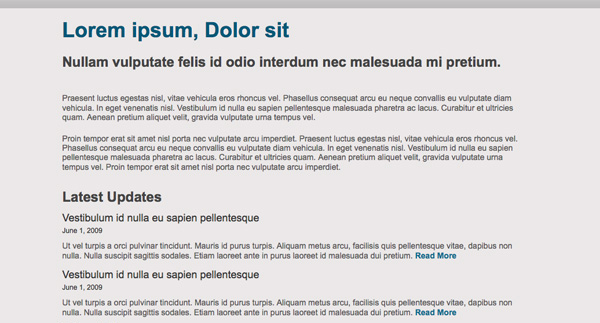 Lorem ipsum, Dolor sit
Nullam vulputate felis id odio interdum nec malesuada mi pretium.
Praesent luctus egestas nisl, vitae vehicula eros rhoncus vel. Phasellus consequat arcu eu neque convallis eu vulputate diam
vehicula. In eget venenatis nisl. Vestibulum id nulla eu sapien pellentesque malesuada pharetra ac lacus. Curabitur et ultricies
quam. Aenean pretium aliquet velit, gravida vulputate urna tempus vel.
Proin tempor erat sit amet nisl porta nec vulputate arcu imperdiet. Praesent luctus egestas nisl, vitae vehicula eros rhoncus vel.
Phasellus consequat arcu eu neque convallis eu vulputate diam vehicula. In eget venenatis nisl. Vestibulum id nulla eu sapien
pellentesque malesuada pharetra ac lacus. Curabitur et ultricies quam. Aenean pretium aliquet velit, gravida vulputate urna
tempus vel. Proin tempor erat sit amet nisl porta nec vulputate arcu imperdiet.
Latest Updates
Vestibulum id nulla eu sapien pellentesque
June 1, 2009
Ut vel turpis a orci pulvinar tincidunt. Mauris id purus turpis. Aliquam metus arcu, facilisis quis pellentesque vitae, dapibus non
nulla. Nulla suscipit sagittis sodales. Etiam laoreet ante in purus laoreet id malesuada dui pretium. Read More
Vestibulum id nulla eu sapien pellentesque
June 1, 2009
Ut vel turpis a orci pulvinar tincidunt. Mauris id purus turpis. Aliquam metus arcu, facilisis quis pellentesque vitae, dapibus non
nulla. Nulla suscipit sagittis sodales. Etiam laoreet ante in purus laoreet id malesuada dui pretium. Read More